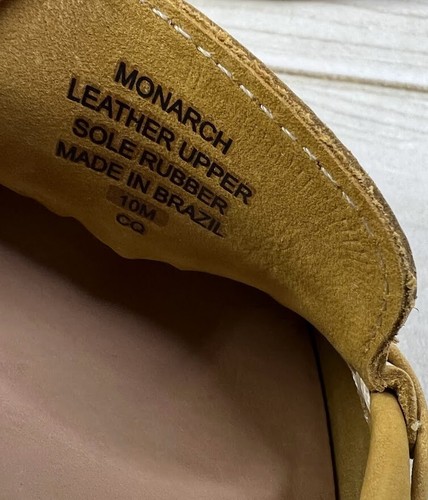 MONARCH
LEATHER UPPER
SOLE RUBBER
MADE IN BRAZIL
10M
CQ